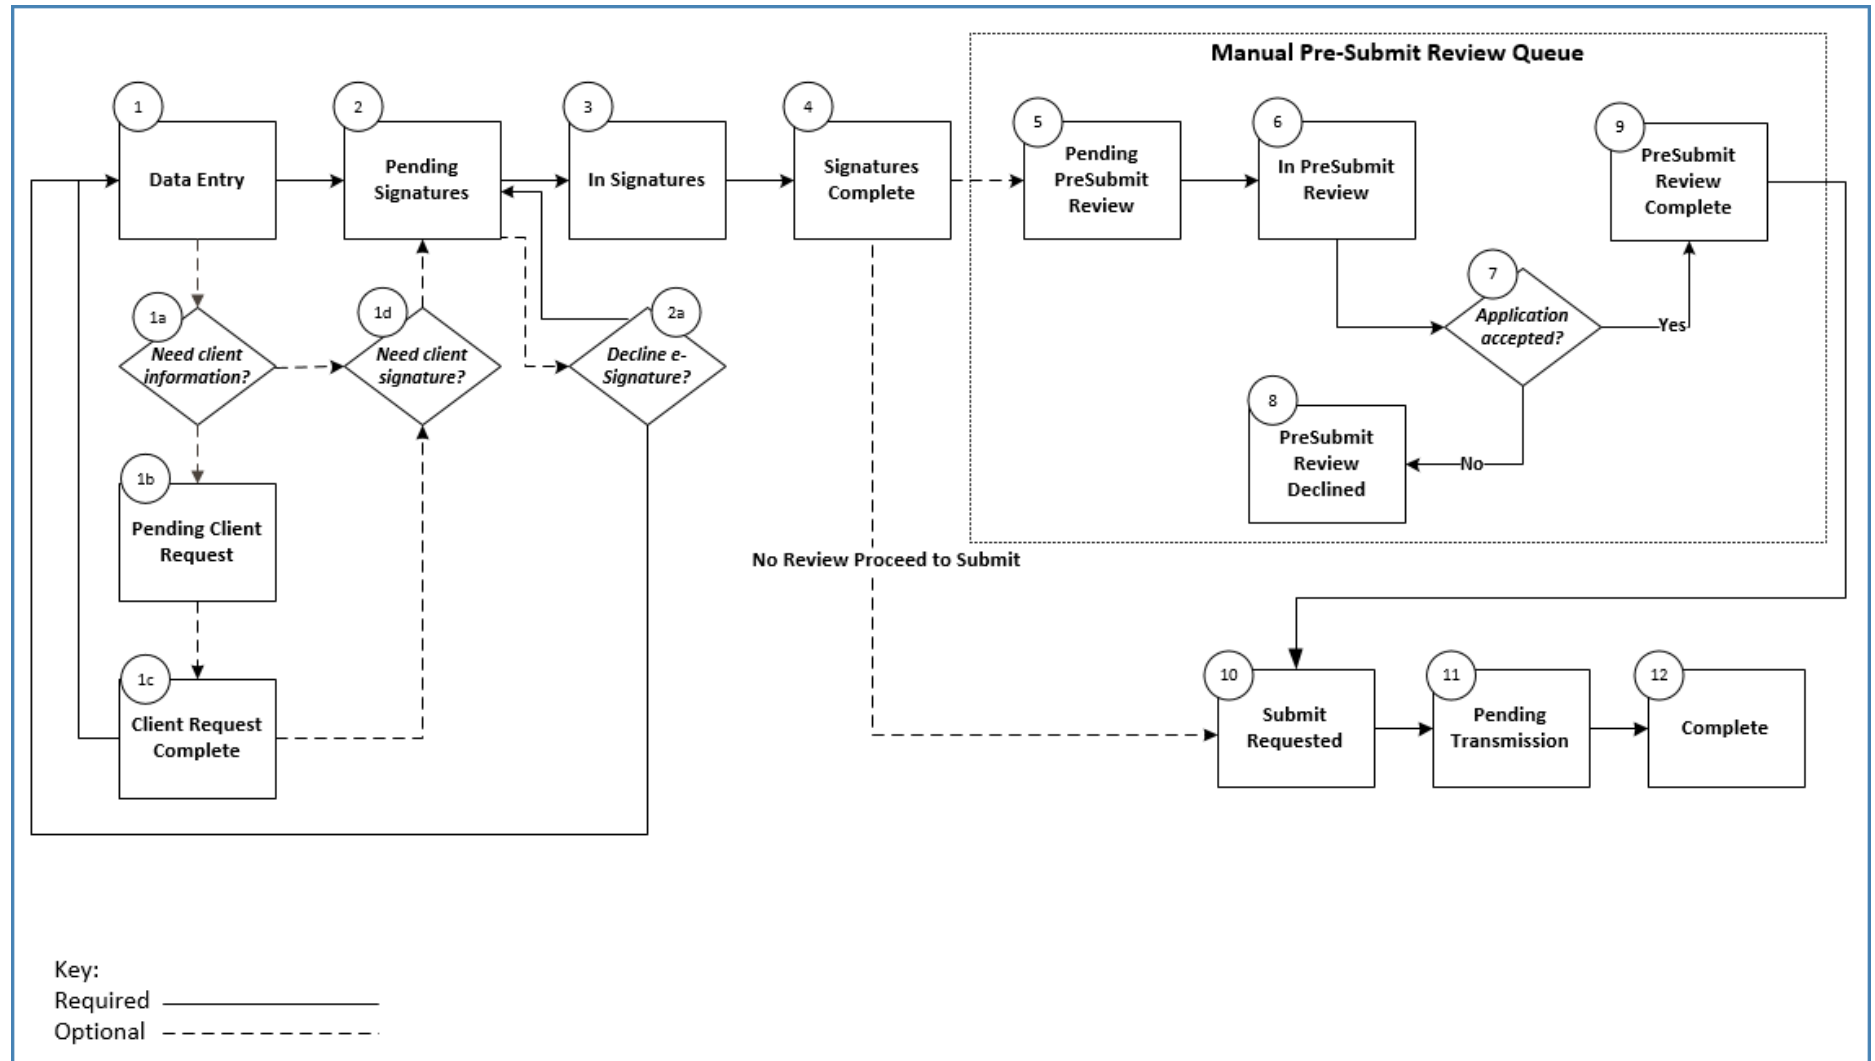 Manual Pre-Submit Review Queue
1
Data Entry
2
Pending
Signatures
3
In Signatures
4
Signatures
Complete
5
Pending
PreSubmit
Review
6
In PreSubmit
Review
9
PreSubmit
Review
Complete
1a
Need client
information?
1d
Need client
signature?
2a
Decline e-
Signature?
7
Application
accepted?
Yes
8
PreSubmit
Review
Declined
No
1b
Pending Client
Request
No Review Proceed to Submit
1c
Client Request
Complete
10
Submit
Requested
11
Pending
Transmission
12
Complete
Key:
Required
Optional